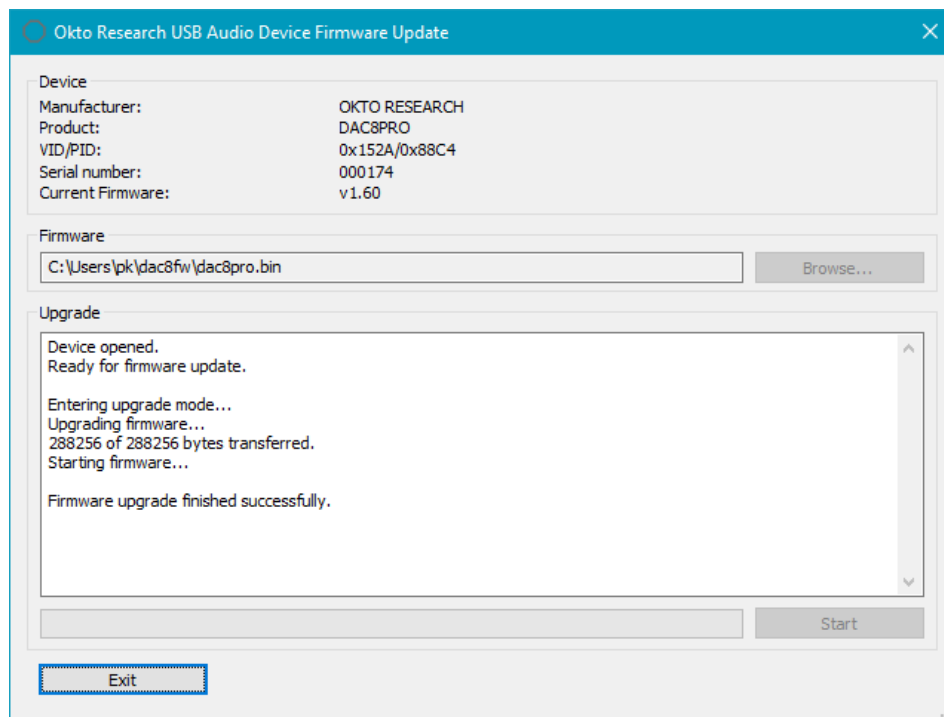 Okto Research USB Audio Device Firmware Update
Device
Manufacturer: OKTO RESEARCH
Product: DAC8PRO
VID/PID: 0x152A/0x88C4
Serial number: 000174
Current Firmware: v1.60
Firmware
C:\Users\pk\dac8fw\dac8pro.bin Browse...
Upgrade
Device opened.
Ready for firmware update.
Entering upgrade mode...
Upgrading firmware...
288256 of 288256 bytes transferred.
Starting firmware...
Firmware upgrade finished successfully.
Start
Exit